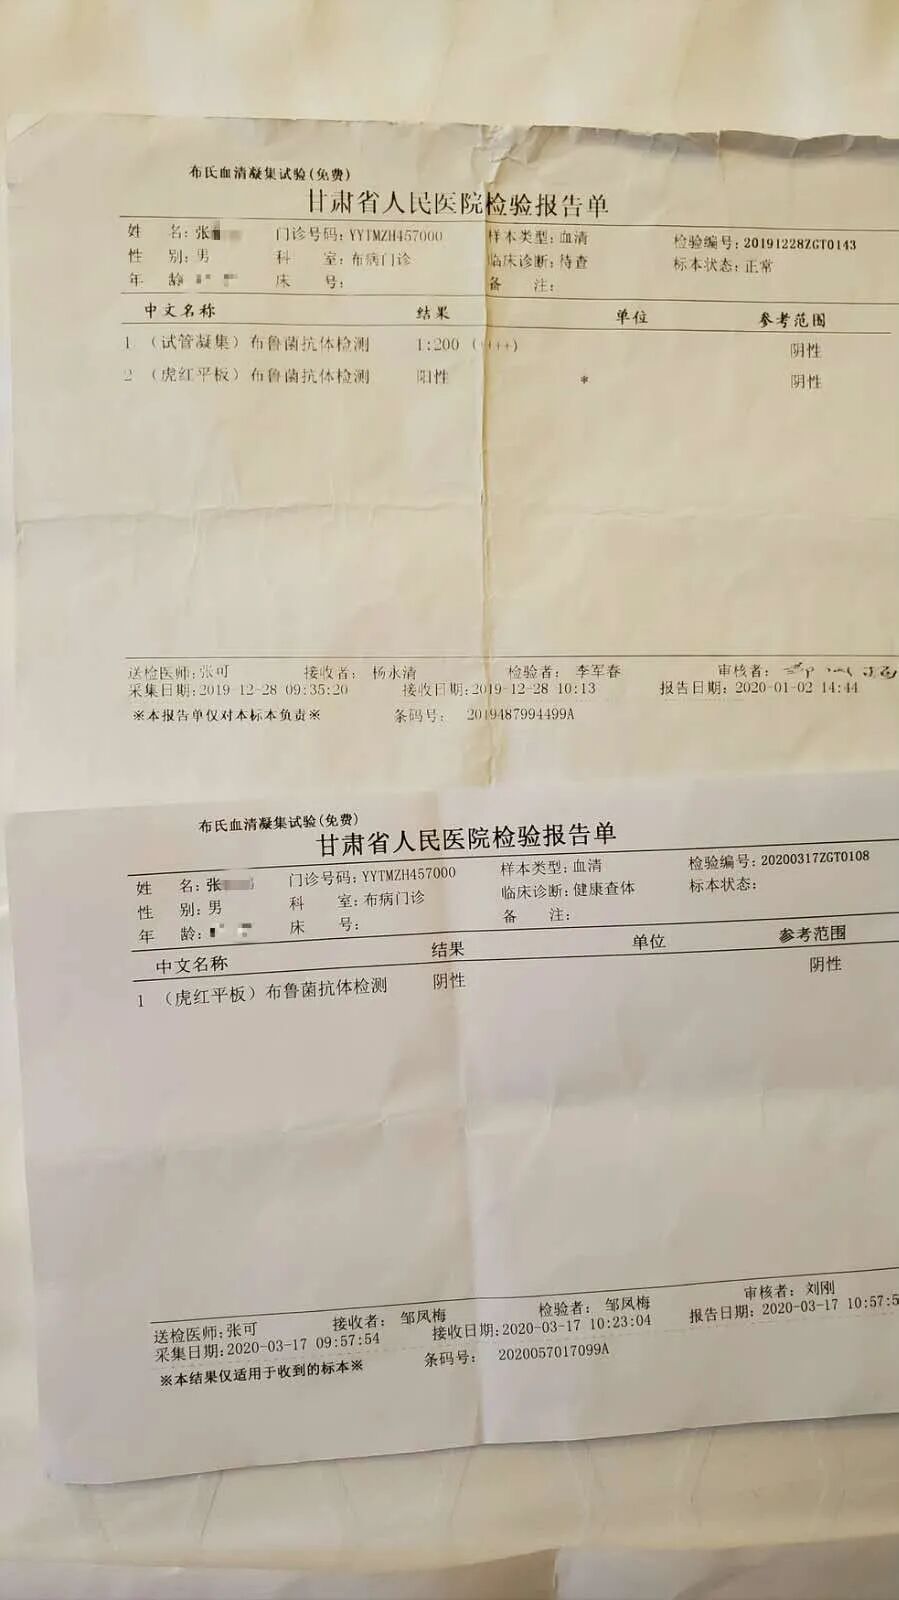 布氏血清凝集试验(免费)
甘肃省人民医院检验报告单
姓 名: 张 门诊号码: YYTMZH457000 样本类型: 血清 检验编号: 20191228ZGT0143
性 别: 男 科 室: 布病门诊 临床诊断: 待查 标本状态: 正常
年 龄: 床 号: 备 注:
中文名称 结果 单位 参考范围
1 (试管凝集) 布鲁菌抗体检测 1:200 阴性
2 (虎红平板) 布鲁菌抗体检测 阳性 * 阴性
送检医师: 张可 接收者: 杨永清 检验者: 李军春 审核者:
采集日期: 2019-12-28 09:35:20 接收日期: 2019-12-28 10:13 报告日期: 2020-01-02 14:44
※本报告单仅对本标本负责※ 条码号: 2019487994499A
布氏血清凝集试验(免费)
甘肃省人民医院检验报告单
姓 名: 张 门诊号码: YYTMZH457000 样本类型: 血清 检验编号: 20200317ZGT0108
性 别: 男 科 室: 布病门诊 临床诊断: 健康查体 标本状态:
年 龄: 床 号: 备 注:
中文名称 结果 单位 参考范围
1 (虎红平板) 布鲁菌抗体检测 阴性 阴性
送检医师: 张可 接收者: 邹凤梅 检验者: 邹凤梅 审核者: 刘刚
采集日期: 2020-03-17 09:57:54 接收日期: 2020-03-17 10:23:04 报告日期: 2020-03-17 10:57:5
※本结果仅适用于收到的标本※ 条码号: 2020057017099A